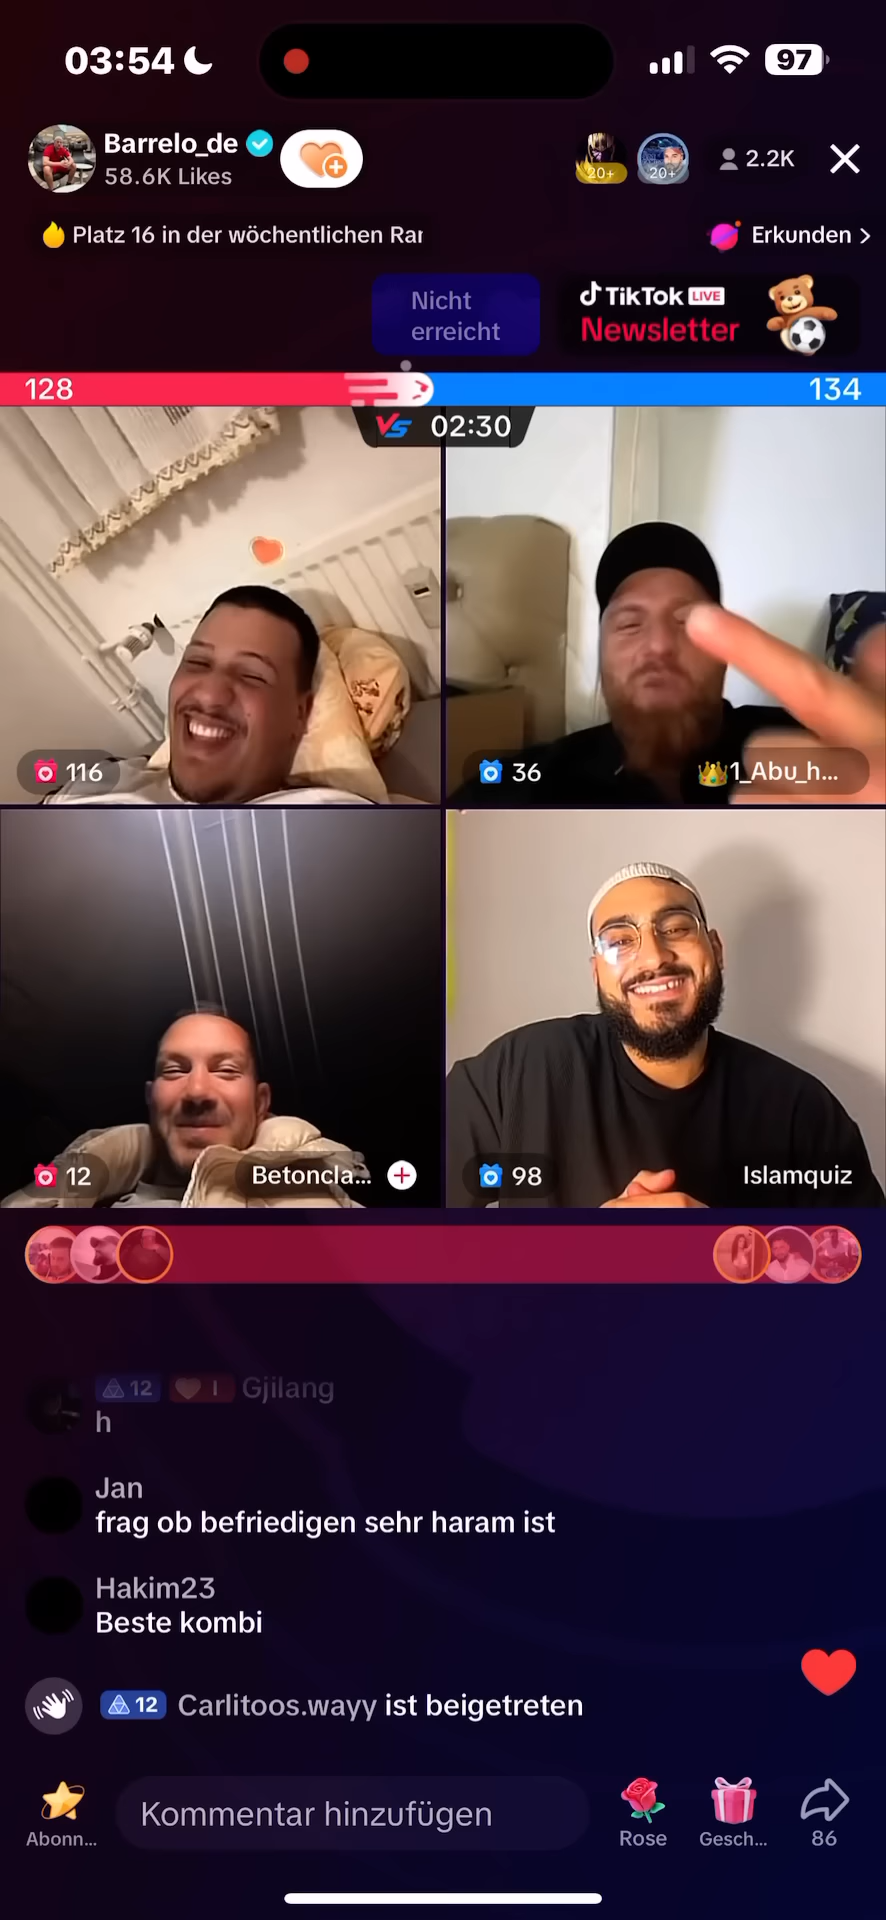 03:54
97
Barrelo_de
58.6K Likes
20+
20+
2.2K
Platz 16 in der wöchentlichen Rar
Erkunden >
Nicht
erreicht
TikTok LIVE
Newsletter
128
134
VS 02:30
116
36
1_Abu_h...
12
Betoncla...
98
Islamquiz
12 I Gjilang
h
Jan
frag ob befriedigen sehr haram ist
Hakim23
Beste kombi
12 Carlitoos.wayy ist beigetreten
Kommentar hinzufügen
Abonn...
Rose
Gesch...
86